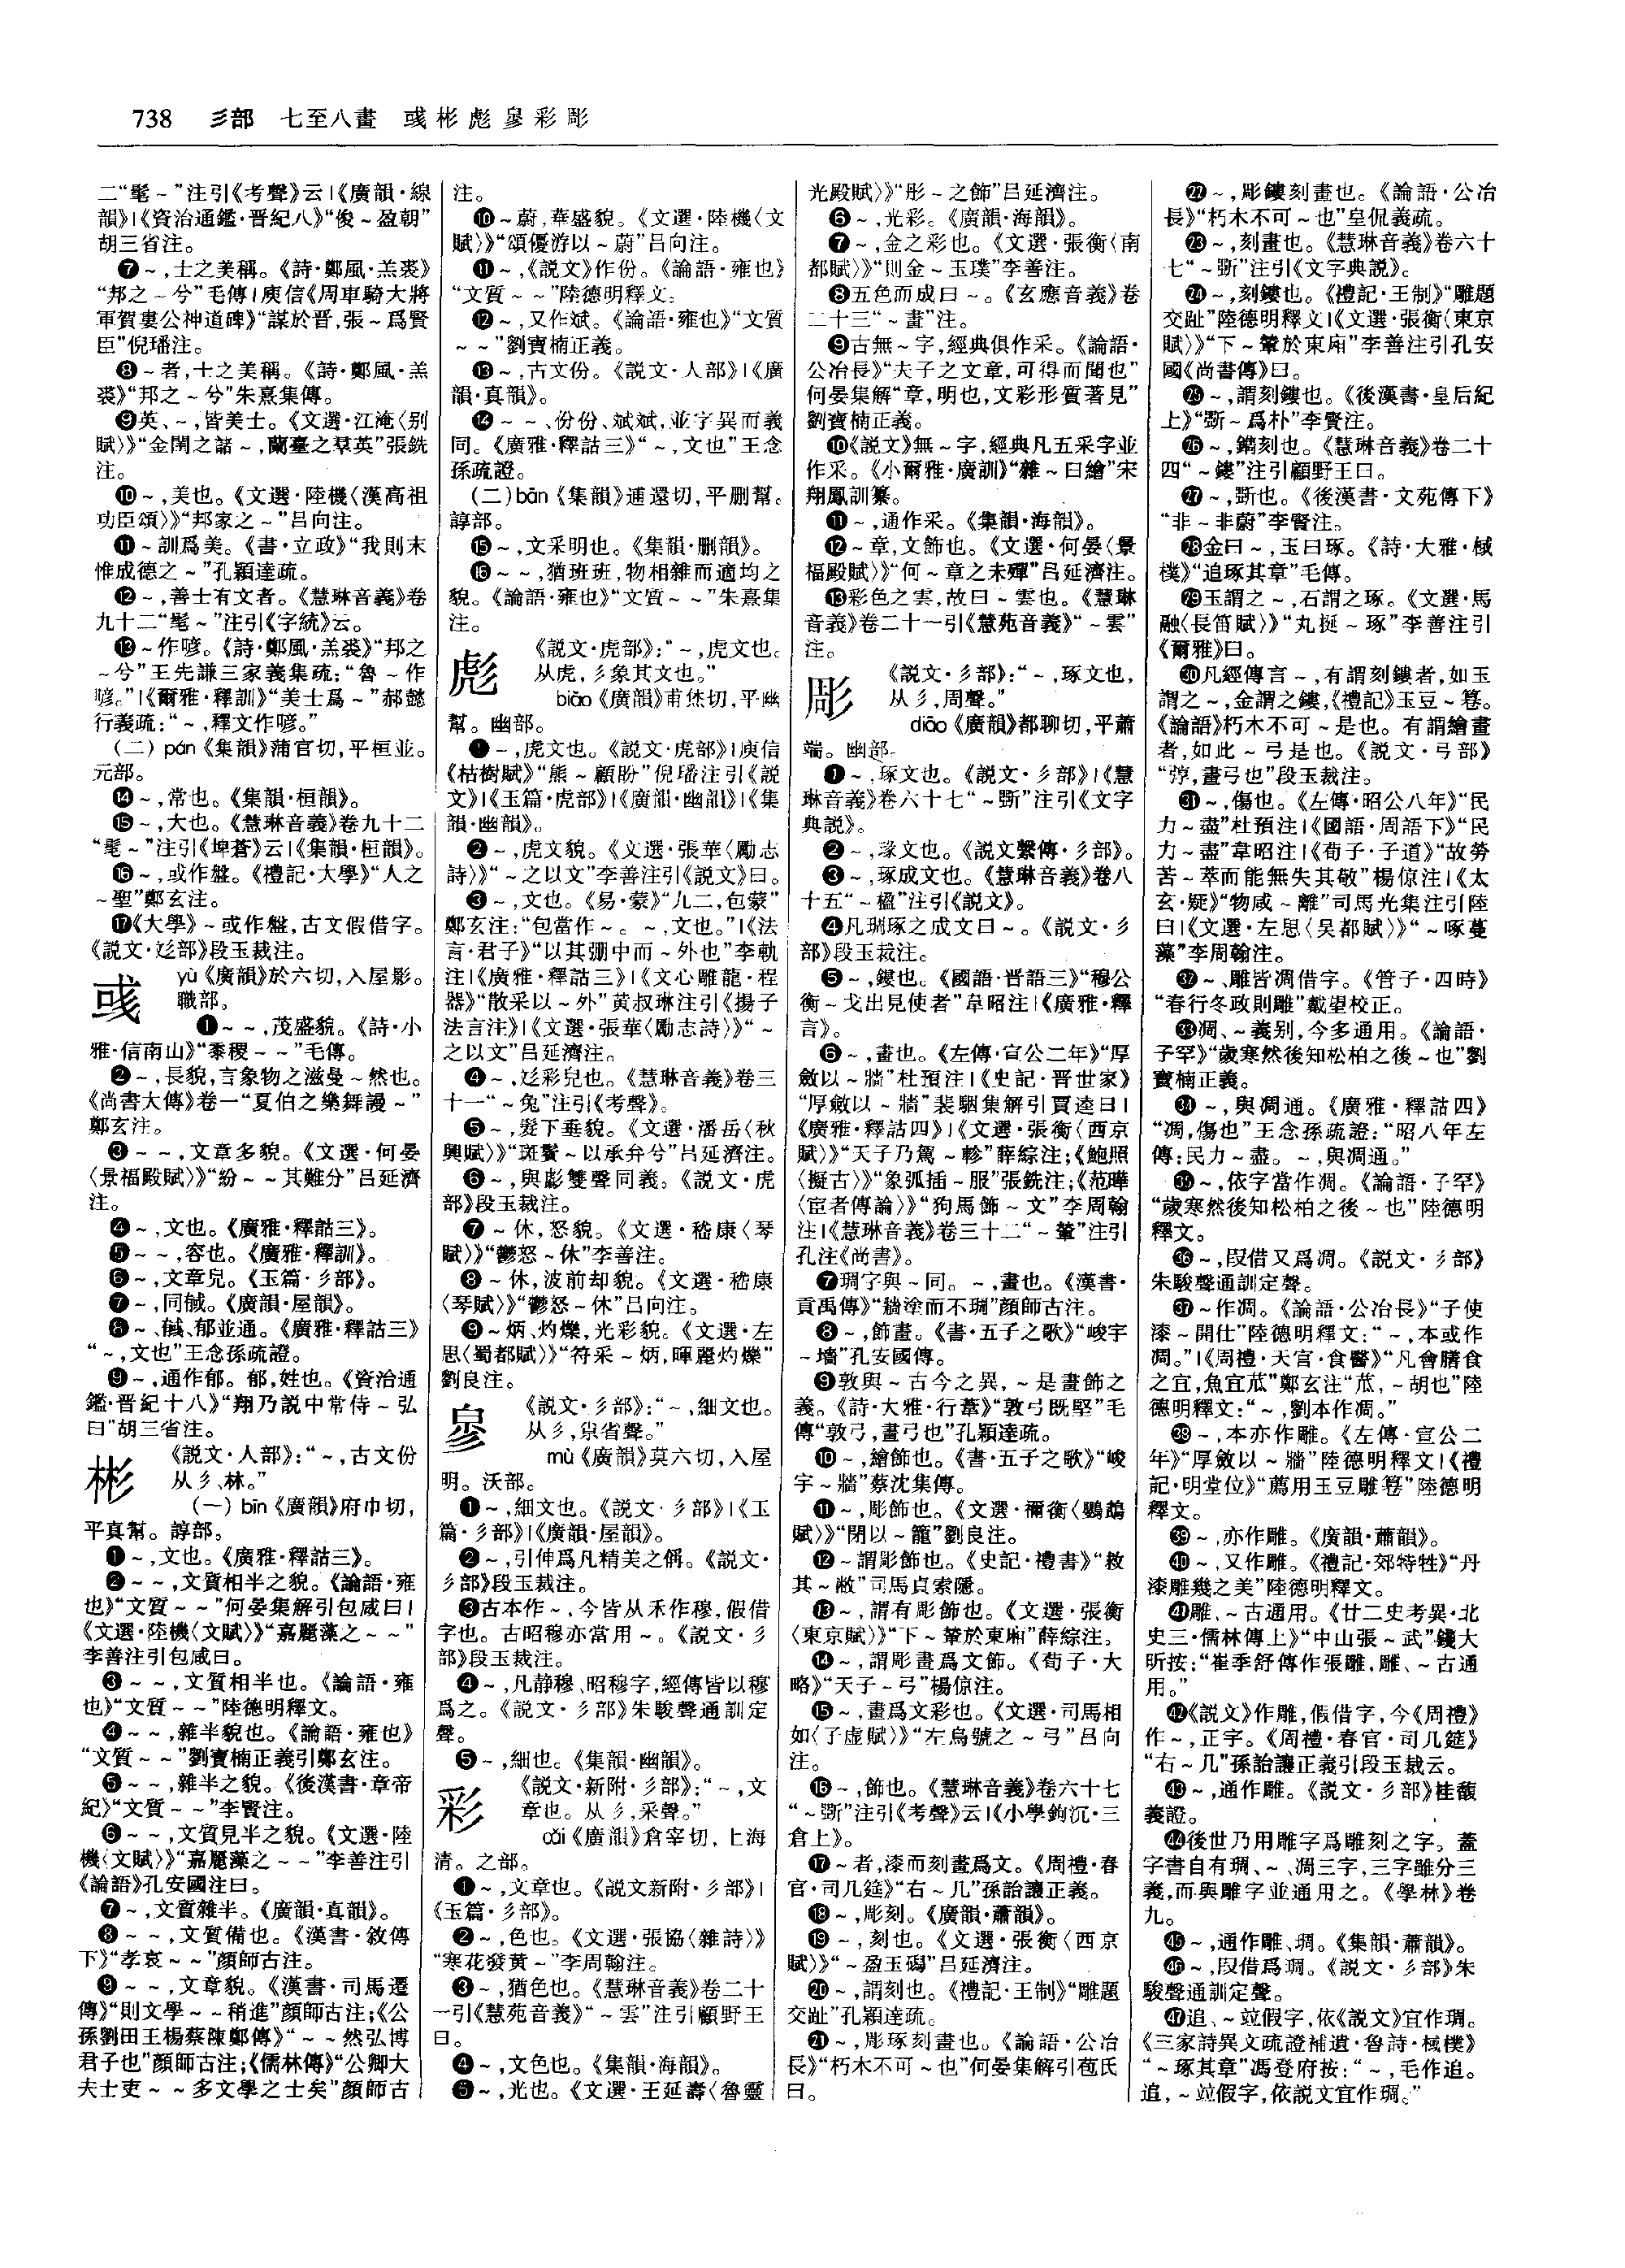 738 彡部 七至八畫 彧彬彪㣎彩彫
二“髦～”注引《考聲》云|《廣韻·線
韻》|《資治通鑑·晋紀八》“俊～盈朝”
胡三省注。
❼～,士之美稱。《詩·鄭風·羔裘》
“邦之～兮”毛傳|庾信《周車騎大將
軍賀婁公神道碑》“謀於晋,張～爲賢
臣”倪璠注。
❽～者,士之美稱。《詩·鄭風·羔
裘》“邦之～兮”朱熹集傳。
❾英、～,皆美士。《文選·江淹〈别
賦〉》“金閨之諸～,蘭臺之羣英”張銑
注。
❿～,美也。《文選·陸機〈漢高祖
功臣頌〉》“邦家之～”吕向注。
⓫～訓爲美。《書·立政》“我則末
惟成德之～”孔穎達疏。
⓬～,善士有文者。《慧琳音義》卷
九十二“髦～”注引《字統》云。
⓭～作喭。《詩·鄭風·羔裘》“邦之
～兮”王先謙三家義集疏:“魯～作
喭。”|《爾雅·釋訓》“美士爲～”郝懿
行義疏:“～,釋文作喭。”
(二) pán《集韻》蒲官切,平桓並。
元部。
⓮～,常也。《集韻·桓韻》。
⓯～,大也。《慧琳音義》卷九十二
“髦～”注引《埤蒼》云|《集韻·桓韻》。
⓰～,或作盤。《禮記·大學》“人之
～聖”鄭玄注。
⓱《大學》～或作盤,古文假借字。
《説文·彣部》段玉裁注。
彧 yù《廣韻》於六切,入屋影。
職部。
❶～～,茂盛貌。《詩·小
雅·信南山》“黍稷～～”毛傳。
❷～,長貌,言象物之滋曼～然也。
《尚書大傳》卷一“夏伯之樂舞謾～”
鄭玄注。
❸～～,文章多貌。《文選·何晏
〈景福殿賦〉》“紛～～其難分”吕延濟
注。
❹～,文也。《廣雅·釋詁三》。
❺～～,容也。《廣雅·釋訓》。
❻～,文章皃。《玉篇·彡部》。
❼～,同䬑。《廣韻·屋韻》。
❽～、䬑、郁並通。《廣雅·釋詁三》
“～,文也”王念孫疏證。
❾～,通作郁。郁,姓也。《資治通
鑑·晋紀十八》“翔乃説中常侍～弘
曰”胡三省注。
彬 《説文·人部》:“～,古文份
从彡、林。”
(一) bīn《廣韻》府巾切,
平真幫。諄部。
❶～,文也。《廣雅·釋詁三》。
❷～～,文質相半之貌。《論語·雍
也》“文質～～”何晏集解引包咸曰|
《文選·陸機〈文賦〉》“嘉麗藻之～～”
李善注引包咸曰。
❸～～,文質相半也。《論語·雍
也》“文質～～”陸德明釋文。
❹～～,雜半貌也。《論語·雍也》
“文質～～”劉寶楠正義引鄭玄注。
❺～～,雜半之貌。《後漢書·章帝
紀》“文質～～”李賢注。
❻～～,文質見半之貌。《文選·陸
機〈文賦〉》“嘉麗藻之～～”李善注引
《論語》孔安國注曰。
❼～,文質雜半。《廣韻·真韻》。
❽～～,文質備也。《漢書·敘傳
下》“孝哀～～”顔師古注。
❾～～,文章貌。《漢書·司馬遷
傳》“則文學～～稍進”顔師古注;《公
孫劉田王楊蔡陳鄭傳》“～～然弘博
君子也”顔師古注;《儒林傳》“公卿大
夫士吏～～多文學之士矣”顔師古
注。
❿～蔚,華盛貌。《文選·陸機〈文
賦〉》“頌優游以～蔚”吕向注。
⓫～,《説文》作份。《論語·雍也》
“文質～～”陸德明釋文。
⓬～,又作斌。《論語·雍也》“文質
～～”劉寶楠正義。
⓭～,古文份。《説文·人部》|《廣
韻·真韻》。
⓮～～、份份、斌斌,並字異而義
同。《廣雅·釋詁三》“～,文也”王念
孫疏證。
(二)bān《集韻》逋還切,平删幫。
諄部。
⓯～,文采明也。《集韻·删韻》。
⓰～～,猶班班,物相雜而適均之
貌。《論語·雍也》“文質～～”朱熹集
注。
彪 《説文·虎部》:“～,虎文也。
从虎,彡象其文也。”
biāo《廣韻》甫烋切,平幽
幫。幽部。
❶～,虎文也。《説文·虎部》|庾信
《枯樹賦》“熊～顧盼”倪璠注引《説
文》|《玉篇·虎部》|《廣韻·幽韻》|《集
韻·幽韻》。
❷～,虎文貌。《文選·張華〈勵志
詩〉》“～之以文”李善注引《説文》曰。
❸～,文也。《易·蒙》“九二,包蒙”
鄭玄注:“包當作～。～,文也。”|《法
言·君子》“以其弸中而～外也”李軌
注|《廣雅·釋詁三》|《文心雕龍·程
器》“散采以～外”黄叔琳注引《揚子
法言注》|《文選·張華〈勵志詩〉》“～
之以文”吕延濟注。
❹～,彣彩皃也。《慧琳音義》卷三
十一“～兔”注引《考聲》。
❺～,髮下垂貌。《文選·潘岳〈秋
興賦〉》“斑鬢～以承弁兮”吕延濟注。
❻～,與彭雙聲同義。《説文·虎
部》段玉裁注。
❼～休,怒貌。《文選·嵇康〈琴
賦〉》“鬱怒～休”李善注。
❽～休,波前却貌。《文選·嵇康
〈琴賦〉》“鬱怒～休”吕向注。
❾～炳、灼爍,光彩貌。《文選·左
思〈蜀都賦〉》“符采～炳,暉麗灼爍”
劉良注。
㣎 《説文·彡部》:“～,細文也。
从彡,㡭省聲。”
mù《廣韻》莫六切,入屋
明。沃部。
❶～,細文也。《説文·彡部》|《玉
篇·彡部》|《廣韻·屋韻》。
❷～,引伸爲凡精美之偁。《説文·
彡部》段玉裁注。
❸古本作～,今皆从禾作穆,假借
字也。古昭穆亦當用～。《説文·彡
部》段玉裁注。
❹～,凡静穆、昭穆字,經傳皆以穆
爲之。《説文·彡部》朱駿聲通訓定
聲。
❺～,細也。《集韻·幽韻》。
彩 《説文·新附·彡部》:“～,文
章也。从彡,采聲。”
cǎi《廣韻》倉宰切,上海
清。之部。
❶～,文章也。《説文新附·彡部》|
《玉篇·彡部》。
❷～,色也。《文選·張協〈雜詩〉》
“寒花發黄～”李周翰注。
❸～,猶色也。《慧琳音義》卷二十
一引《慧苑音義》“～雲”注引顧野王
曰。
❹～,文色也。《集韻·海韻》。
❺～,光也。《文選·王延壽〈魯靈
光殿賦〉》“彤～之飾”吕延濟注。
❻～,光彩。《廣韻·海韻》。
❼～,金之彩也。《文選·張衡〈南
都賦〉》“則金～玉璞”李善注。
❽五色而成曰～。《玄應音義》卷
二十三“～畫”注。
❾古無～字,經典俱作采。《論語·
公冶長》“夫子之文章,可得而聞也”
何晏集解“章,明也,文彩形質著見”
劉寶楠正義。
❿《説文》無～字,經典凡五采字並
作采。《小爾雅·廣訓》“雜～曰繪”宋
翔鳳訓纂。
⓫～,通作采。《集韻·海韻》。
⓬～章,文飾也。《文選·何晏〈景
福殿賦〉》“何～章之未殫”吕延濟注。
⓭彩色之雲,故曰～雲也。《慧琳
音義》卷二十一引《慧苑音義》“～雲”
注。
彫 《説文·彡部》:“～,琢文也,
从彡,周聲。”
diāo《廣韻》都聊切,平蕭
端。幽部。
❶～,琢文也。《説文·彡部》|《慧
琳音義》卷六十七“～斲”注引《文字
典説》。
❷～,瑑文也。《説文繫傳·彡部》。
❸～,琢成文也。《慧琳音義》卷八
十五“～楹”注引《説文》。
❹凡琱琢之成文曰～。《説文·彡
部》段玉裁注。
❺～,鏤也。《國語·晋語三》“穆公
衡～戈出見使者”韋昭注|《廣雅·釋
言》。
❻～,畫也。《左傳·宣公二年》“厚
斂以～牆”杜預注|《史記·晋世家》
“厚斂以～牆”裴駰集解引賈逵曰|
《廣雅·釋詁四》|《文選·張衡〈西京
賦〉》“天子乃駕～軫”薛綜注;《鮑照
〈擬古〉》“象弧插～服”張銑注;《范曄
〈宦者傳論〉》“狗馬飾～文”李周翰
注|《慧琳音義》卷三十二“～輦”注引
孔注《尚書》。
❼琱字與～同。～,畫也。《漢書·
貢禹傳》“牆塗而不琱”顔師古注。
❽～,飾畫。《書·五子之歌》“峻宇
～墻”孔安國傳。
❾敦與～古今之異,～是畫飾之
義。《詩·大雅·行葦》“敦弓既堅”毛
傳“敦弓,畫弓也”孔穎達疏。
❿～,繪飾也。《書·五子之歌》“峻
宇～牆”蔡沈集傳。
⓫～,彫飾也。《文選·禰衡〈鸚鵡
賦〉》“閉以～籠”劉良注。
⓬～謂彫飾也。《史記·禮書》“救
其～敝”司馬貞索隱。
⓭～,謂有彫飾也。《文選·張衡
〈東京賦〉》“下～輦於東廂”薛綜注。
⓮～,謂彫畫爲文飾。《荀子·大
略》“天子～弓”楊倞注。
⓯～,畫爲文彩也。《文選·司馬相
如〈子虚賦〉》“左烏號之～弓”吕向
注。
⓰～,飾也。《慧琳音義》卷六十七
“～斲”注引《考聲》云|《小學鉤沉·三
倉上》。
⓱～者,漆而刻畫爲文。《周禮·春
官·司几筵》“右～几”孫詒讓正義。
⓲～,彫刻。《廣韻·蕭韻》。
⓳～,刻也。《文選·張衡〈西京
賦〉》“～盈玉磶”吕延濟注。
⓴～,謂刻也。《禮記·王制》“雕題
交趾”孔穎達疏。
㉑～,彫琢刻畫也。《論語·公冶
長》“朽木不可～也”何晏集解引苞氏
曰。
㉒～,彫鏤刻畫也。《論語·公冶
長》“朽木不可～也”皇侃義疏。
㉓～,刻畫也。《慧琳音義》卷六十
七“～斲”注引《文字典説》。
㉔～,刻鏤也。《禮記·王制》“雕題
交趾”陸德明釋文|《文選·張衡〈東京
賦〉》“下～輦於東廂”李善注引孔安
國《尚書傳》曰。
㉕～,謂刻鏤也。《後漢書·皇后紀
上》“斲～爲朴”李賢注。
㉖～,鐫刻也。《慧琳音義》卷二十
四“～鏤”注引顧野王曰。
㉗～,斲也。《後漢書·文苑傳下》
“非～非蔚”李賢注。
㉘金曰～,玉曰琢。《詩·大雅·棫
樸》“追琢其章”毛傳。
㉙玉謂之～,石謂之琢。《文選·馬
融〈長笛賦〉》“丸挻～琢”李善注引
《爾雅》曰。
㉚凡經傳言～,有謂刻鏤者,如玉
謂之～,金謂之鏤,《禮記》玉豆～篹。
《論語》朽木不可～是也。有謂繪畫
者,如此～弓是也。《説文·弓部》
“弴,畫弓也”段玉裁注。
㉛～,傷也。《左傳·昭公八年》“民
力～盡”杜預注|《國語·周語下》“民
力～盡”韋昭注|《荀子·子道》“故勞
苦～萃而能無失其敬”楊倞注|《太
玄·疑》“物咸～離”司馬光集注引陸
曰|《文選·左思〈吴都賦〉》“～啄蔓
藻”李周翰注。
㉜～、雕皆凋借字。《管子·四時》
“春行冬政則雕”戴望校正。
㉝凋、～義别,今多通用。《論語·
子罕》“歲寒然後知松柏之後～也”劉
寶楠正義。
㉞～,與凋通。《廣雅·釋詁四》
“凋,傷也”王念孫疏證:“昭八年左
傳:民力～盡。～,與凋通。”
㉟～,依字當作凋。《論語·子罕》
“歲寒然後知松柏之後～也”陸德明
釋文。
㊱～,叚借又爲凋。《説文·彡部》
朱駿聲通訓定聲。
㊲～作凋。《論語·公冶長》“子使
漆～開仕”陸德明釋文:“～,本或作
凋。”|《周禮·天官·食醫》“凡會膳食
之宜,魚宜苽”鄭玄注“苽,～胡也”陸
德明釋文:“～,劉本作凋。”
㊳～,本亦作雕。《左傳·宣公二
年》“厚斂以～牆”陸德明釋文|《禮
記·明堂位》“薦用玉豆雕篹”陸德明
釋文。
㊴～,亦作雕。《廣韻·蕭韻》。
㊵～,又作雕。《禮記·郊特牲》“丹
漆雕幾之美”陸德明釋文。
㊶雕、～古通用。《廿二史考異·北
史三·儒林傳上》“中山張～武”錢大
昕按:“崔季舒傳作張雕,雕、～古通
用。”
㊷《説文》作雕,假借字,今《周禮》
作～,正字。《周禮·春官·司几筵》
“右～几”孫詒讓正義引段玉裁云。
㊸～,通作雕。《説文·彡部》桂馥
義證。
㊹後世乃用雕字爲雕刻之字。蓋
字書自有琱、～、凋三字,三字雖分三
義,而與雕字並通用之。《學林》卷
九。
㊺～,通作雕、琱。《集韻·蕭韻》。
㊻～,叚借爲琱。《説文·彡部》朱
駿聲通訓定聲。
㊼追、～竝假字,依《説文》宜作琱。
《三家詩異文疏證補遺·魯詩·棫樸》
“～琢其章”馮登府按:“～,毛作追。
追,～竝假字,依説文宜作琱。”